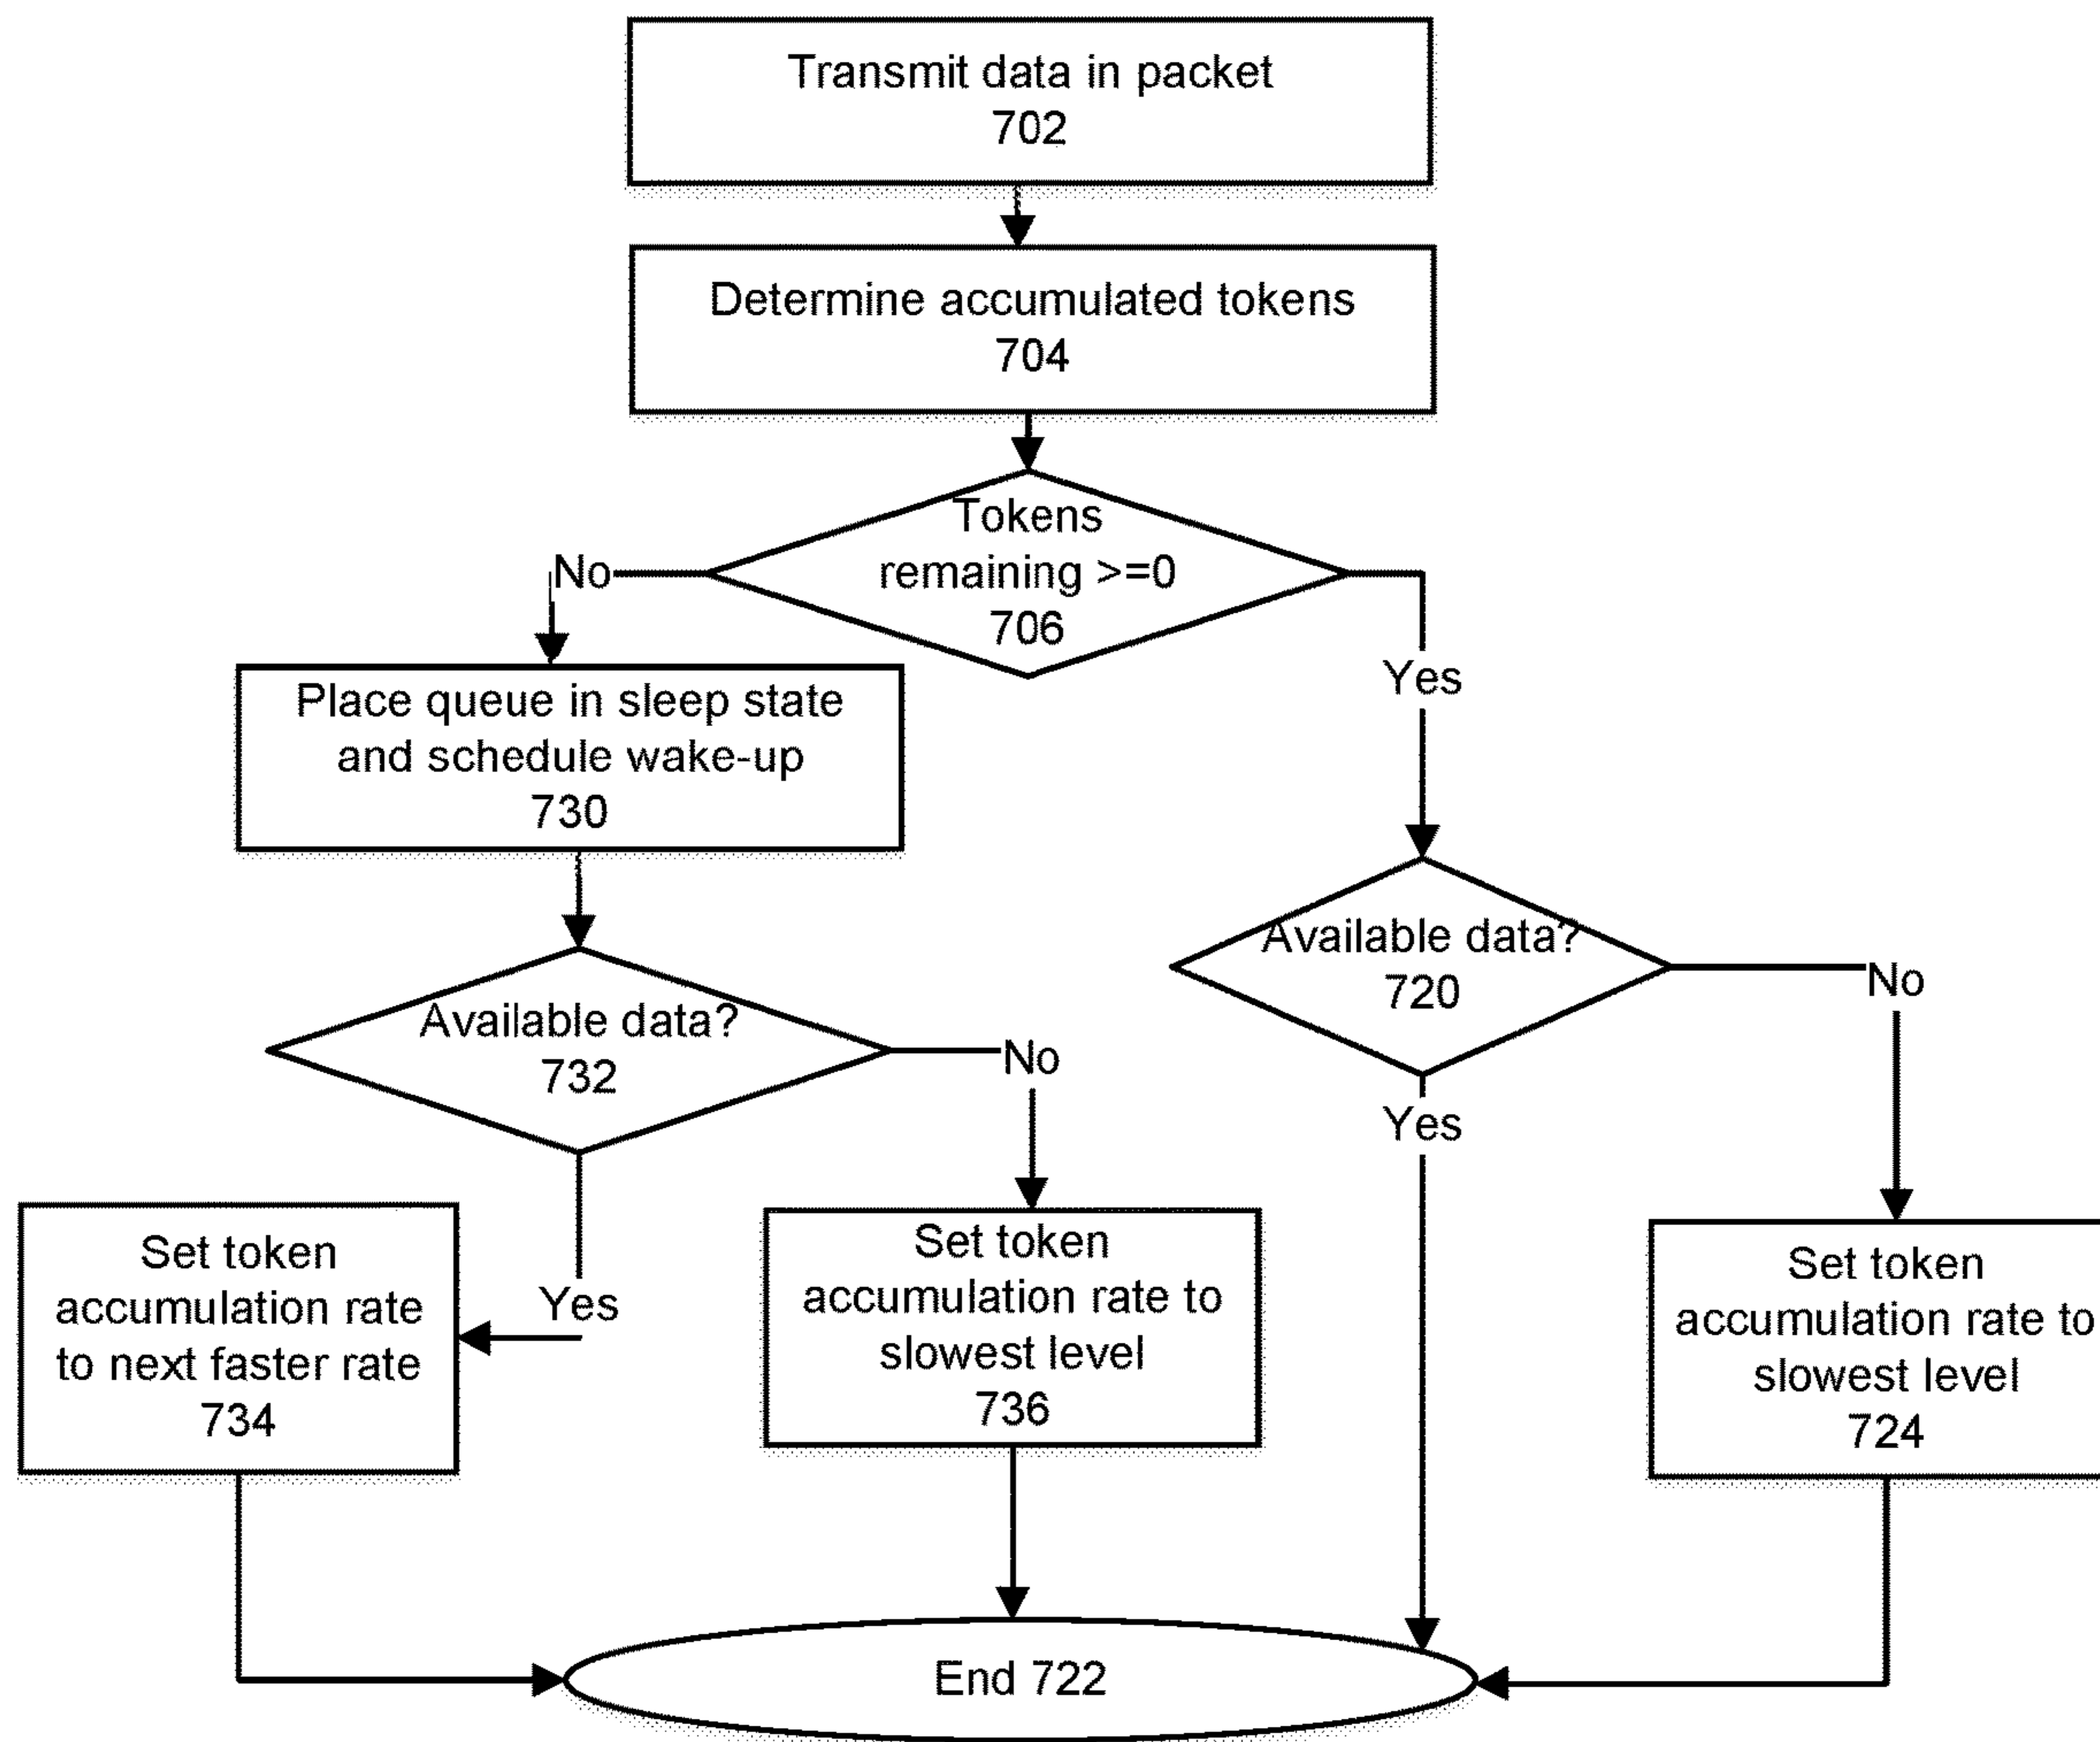 Transmit data in packet
702
Determine accumulated tokens
704
Tokens
remaining >=0
706
No
Yes
Place queue in sleep state
and schedule wake-up
730
Available data?
720
No
Yes
Available data?
732
No
Yes
Set token
accumulation rate
to next faster rate
734
Set token
accumulation rate to
slowest level
736
Set token
accumulation rate to
slowest level
724
End 722